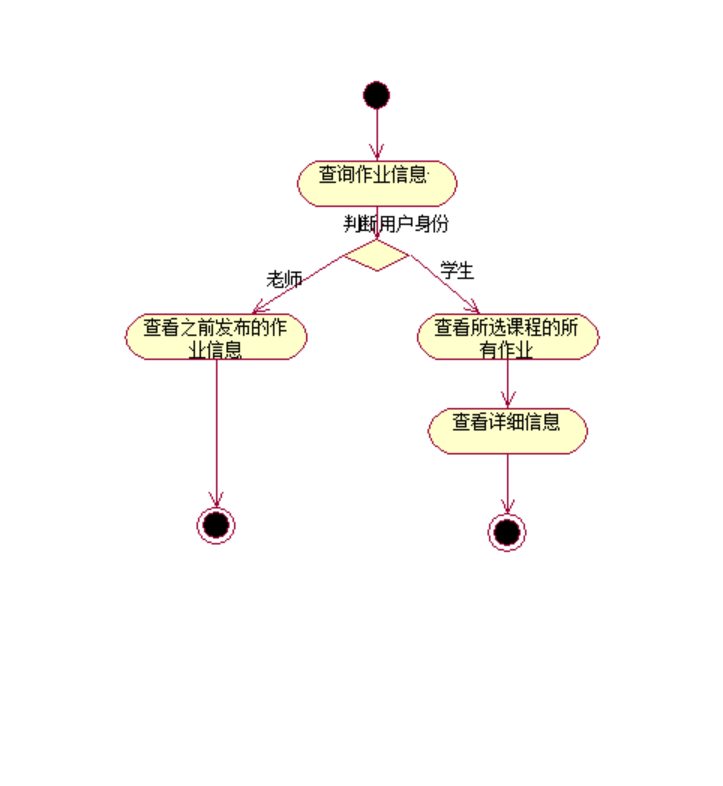 查询作业信息
判断用户身份
老师
学生
查看之前发布的作
业信息
查看所选课程的所
有作业
查看详细信息